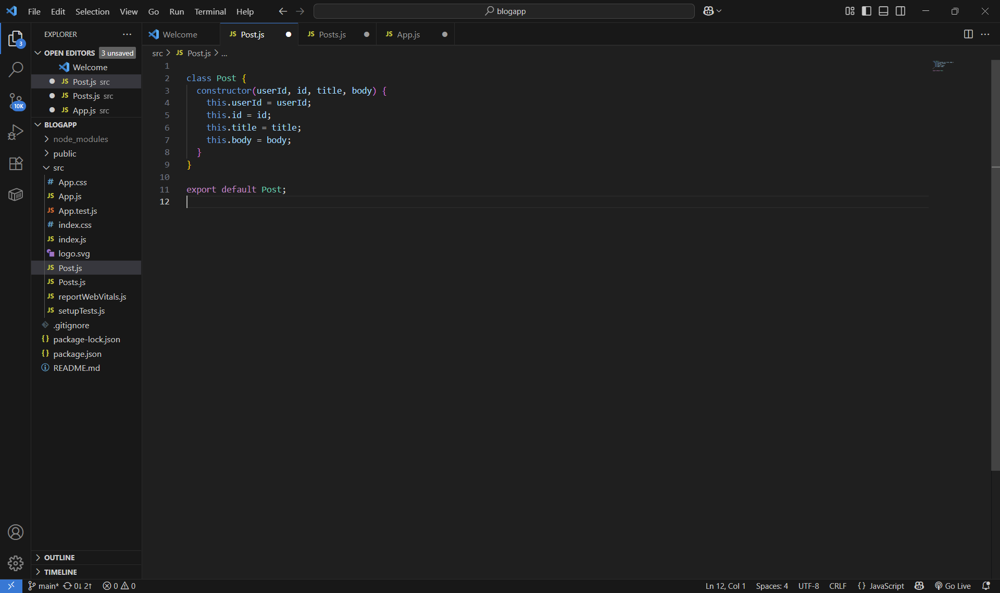 File Edit Selection View Go Run Terminal Help
blogapp
EXPLORER
3
OPEN EDITORS 3 unsaved
Welcome
JS Post.js src
JS Posts.js src
JS App.js src
10K
BLOGAPP
node_modules
public
src
# App.css
JS App.js
JS App.test.js
# index.css
JS index.js
logo.svg
JS Post.js
JS Posts.js
JS reportWebVitals.js
JS setupTests.js
.gitignore
{} package-lock.json
{} package.json
README.md
OUTLINE
TIMELINE
Welcome JS Post.js JS Posts.js JS App.js
src > JS Post.js > ...
1
2 class Post {
3 constructor(userId, id, title, body) {
4 this.userId = userId;
5 this.id = id;
6 this.title = title;
7 this.body = body;
8 }
9 }
10
11 export default Post;
12
main* 0↓ 2↑ 0 0 Ln 12, Col 1 Spaces: 4 UTF-8 CRLF {} JavaScript Go Live